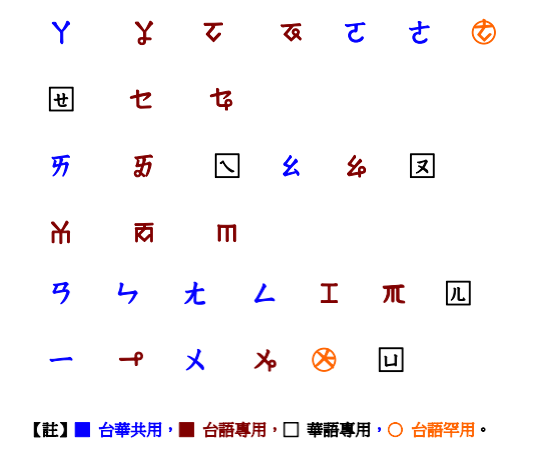 ㄚ ㆩ ㆦ ㆧ ㄛ ㄜ
ㄝ ㆤ ㆥ
ㄞ ㆮ ㄟ ㄠ ㆯ ㄡ
ㆰ ㆱ ㆬ
ㄢ ㄣ ㄤ ㄥ ㆲ ㆭ ㄦ
ㄧ ㆪ ㄨ ㆫ ㆨ ㄩ
【註】■ 台華共用，■ 台語專用，□ 華語專用，○ 台語罕用。